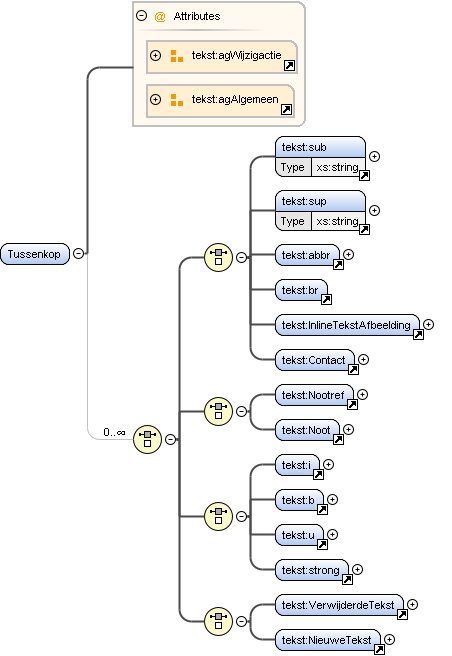 @ Attributes
tekst:agWijzigactie
tekst:agAlgemeen
Tussenkop
0..∞
tekst:sub
Type xs:string
tekst:sup
Type xs:string
tekst:abbr
tekst:br
tekst:InlineTekstAfbeelding
tekst:Contact
tekst:Nootref
tekst:Noot
tekst:i
tekst:b
tekst:u
tekst:strong
tekst:VerwijderdeTekst
tekst:NieuweTekst